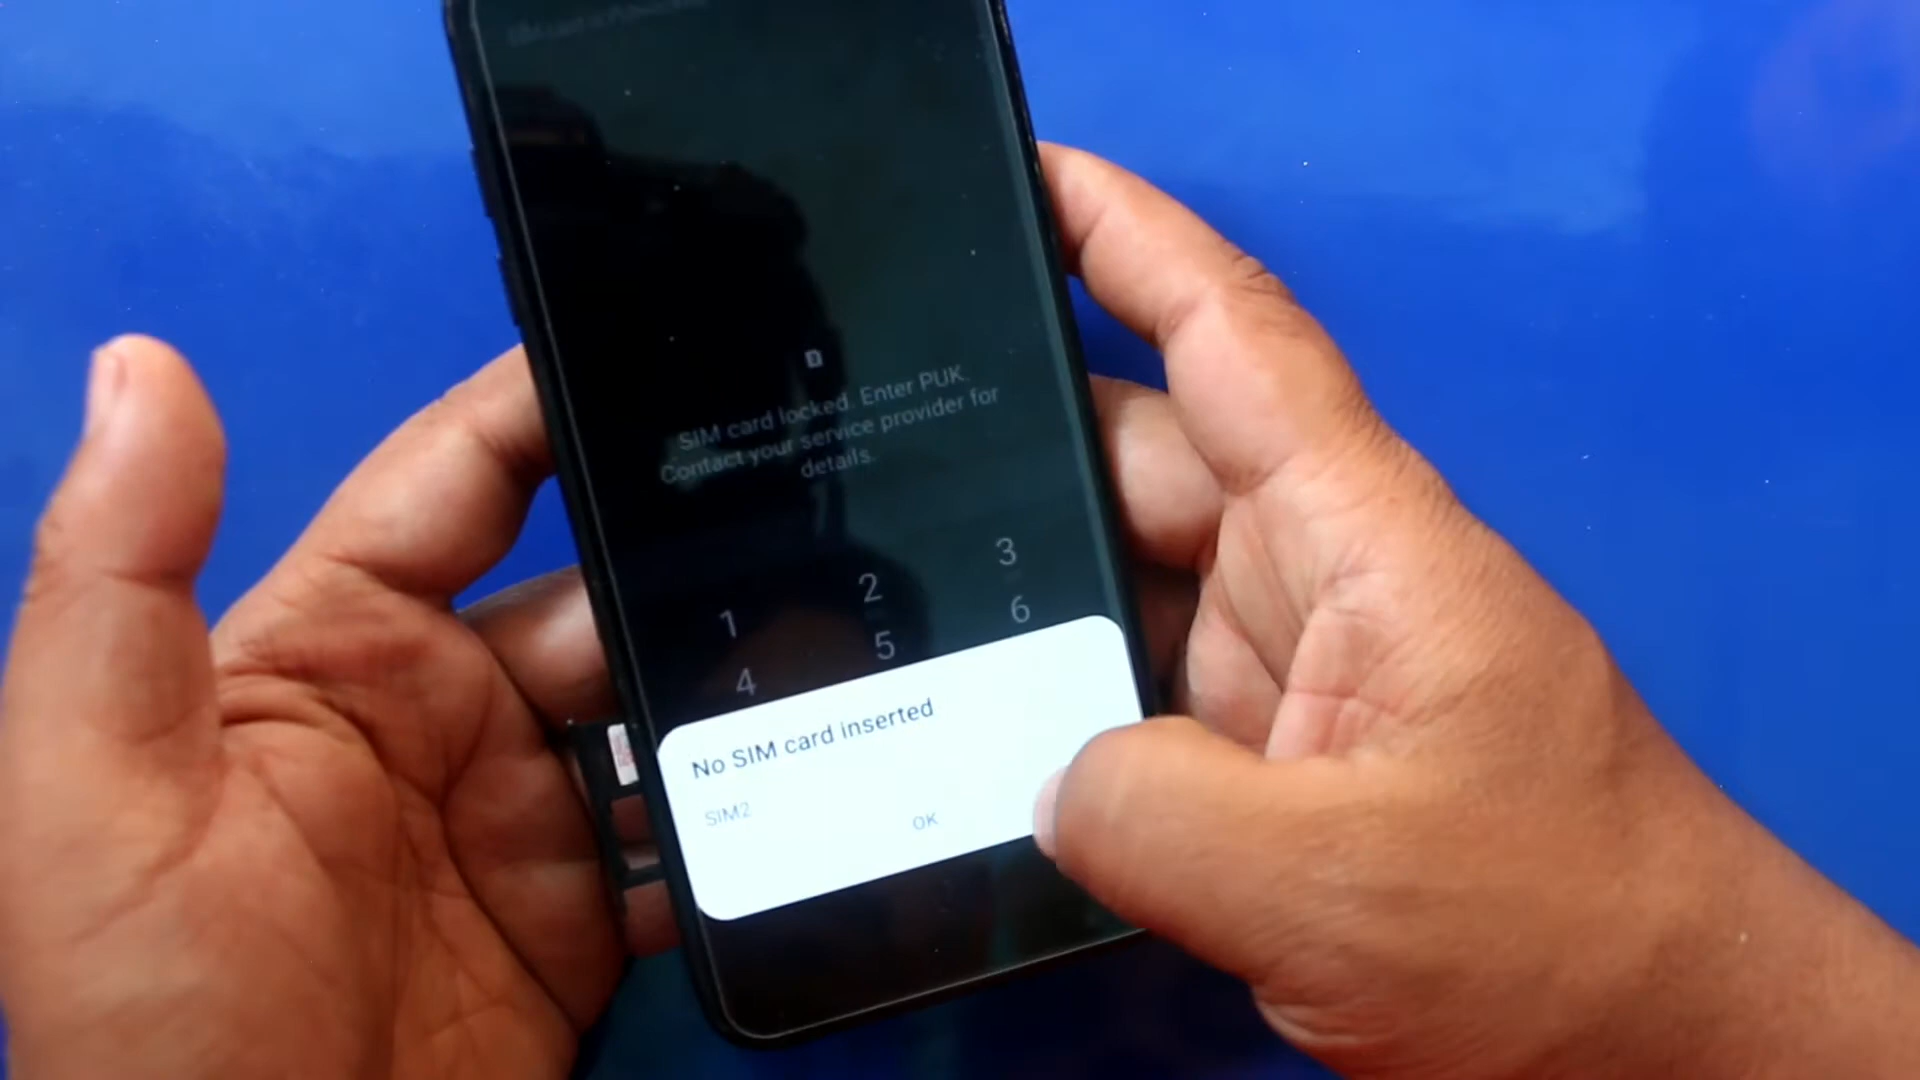 SIM card locked. Enter PUK.
Contact your service provider for
details.
1 2 3
4 5 6
No SIM card inserted
SIM2
OK